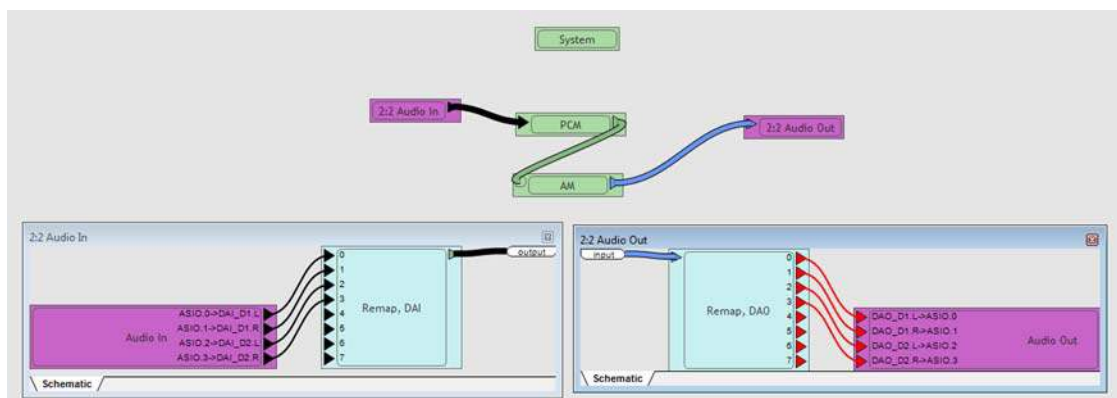 System
2:2 Audio In
PCM
2:2 Audio Out
AM
2:2 Audio In
output
0
1
2
3
4
5
6
7
Remap, DAI
ASIO.0->DAI_D1.L
ASIO.1->DAI_D1.R
ASIO.2->DAI_D2.L
ASIO.3->DAI_D2.R
Audio In
Schematic
2:2 Audio Out
input
Remap, DAO
0
1
2
3
4
5
6
7
DAO_D1.L->ASIO.0
DAO_D1.R->ASIO.1
DAO_D2.L->ASIO.2
DAO_D2.R->ASIO.3
Audio Out
Schematic